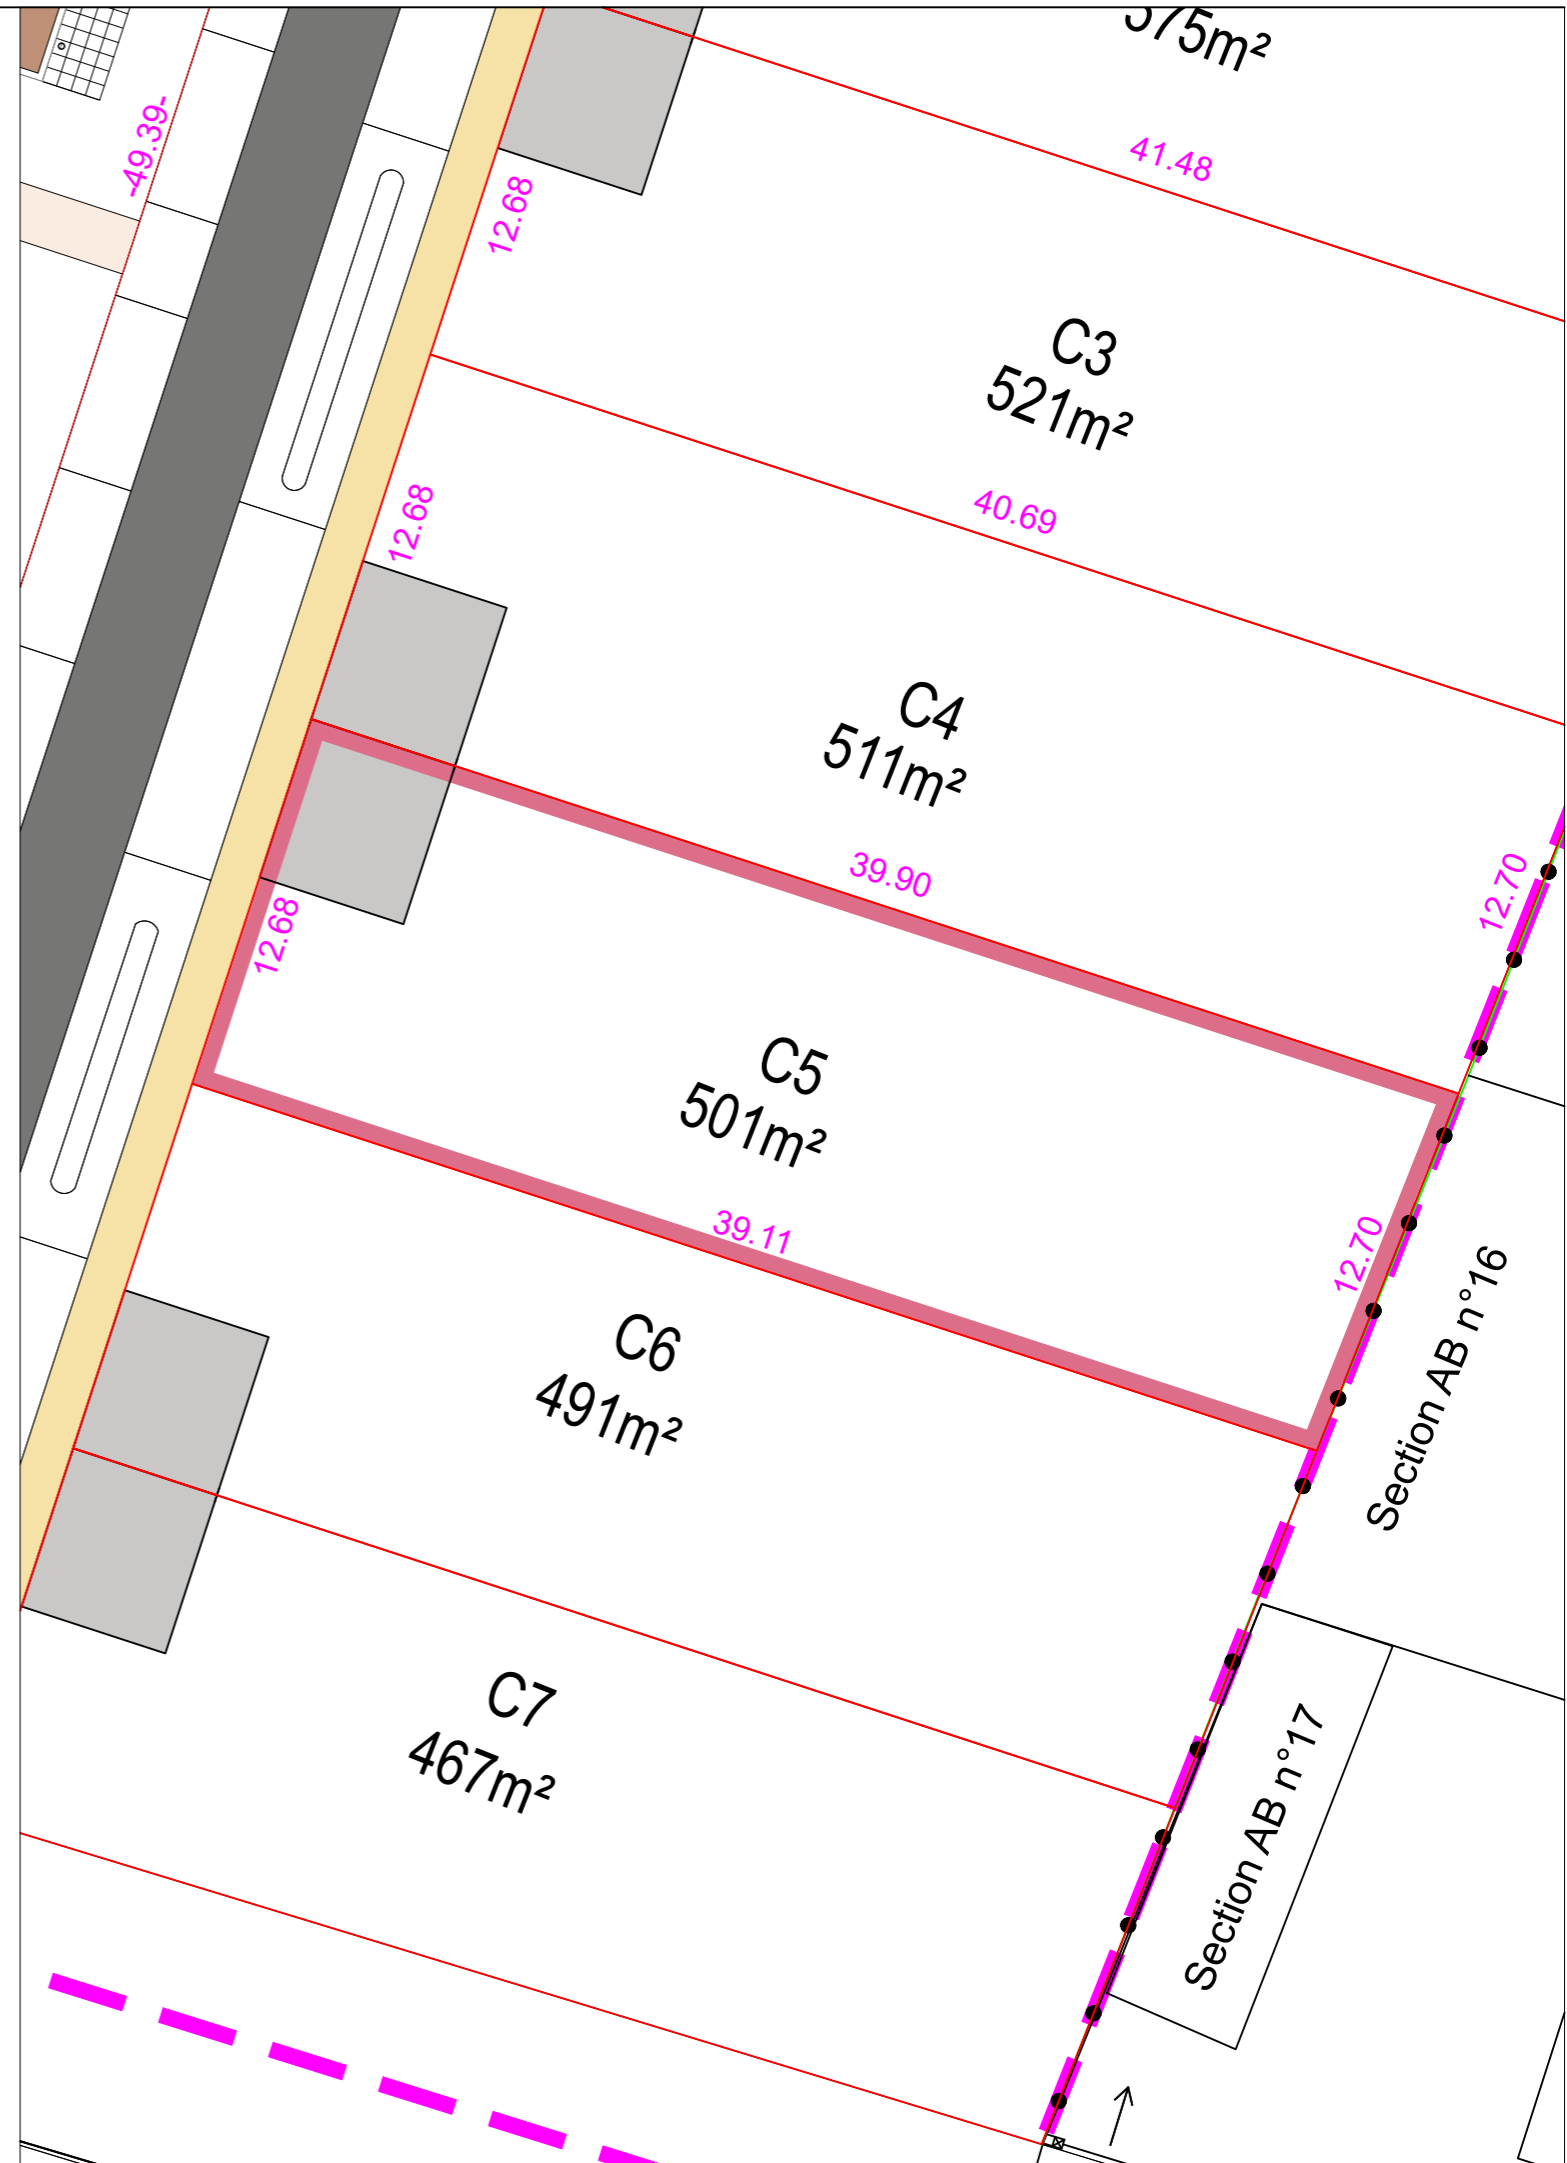 375m²
-49.39-
41.48
12.68
C3
521m²
40.69
12.68
C4
511m²
39.90
12.70
12.68
C5
501m²
39.11
12.70
Section AB n°16
C6
491m²
C7
467m²
Section AB n°17